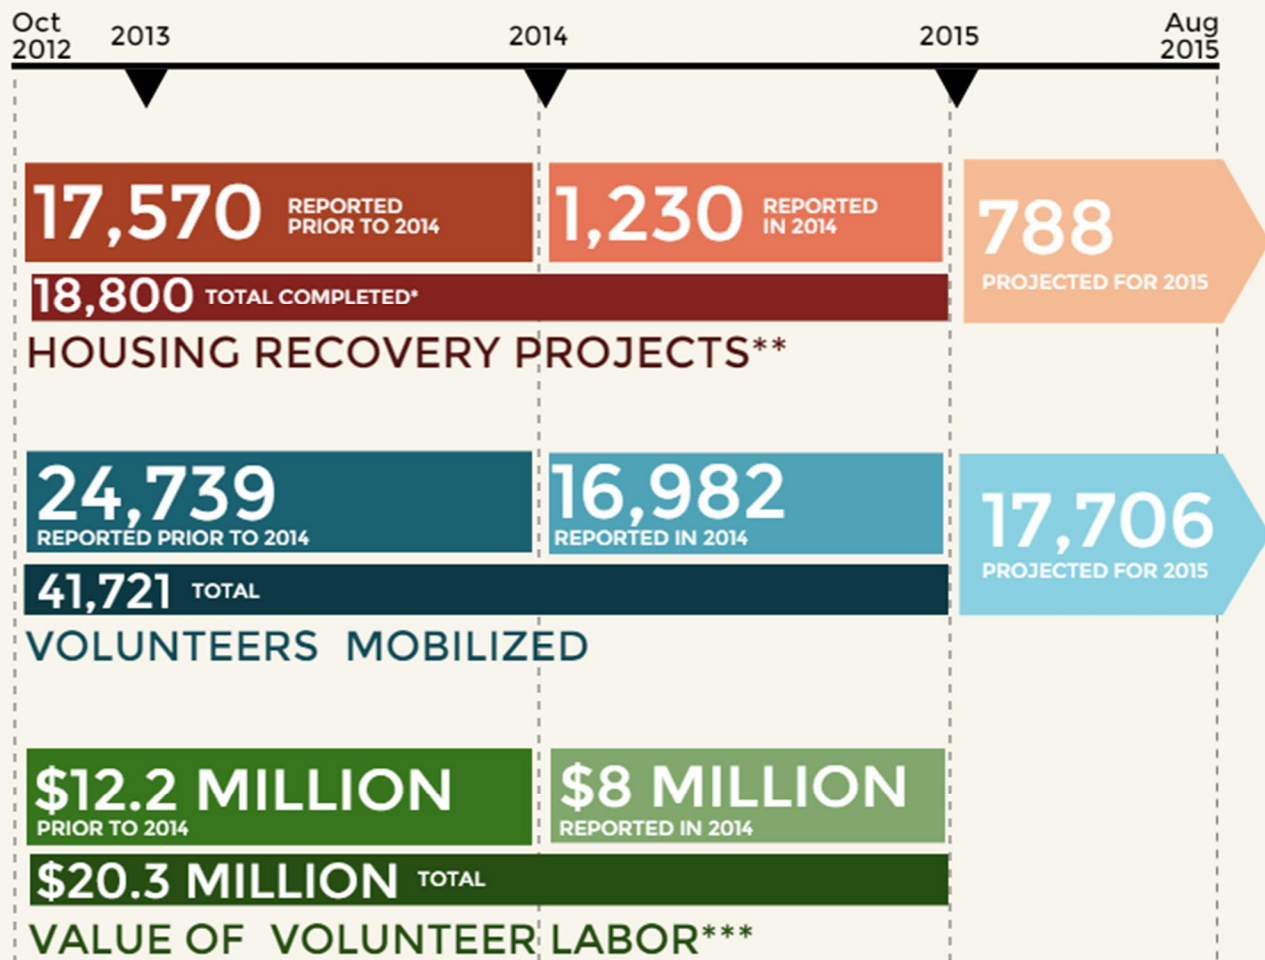 Oct
2012
2013
2014
2015
Aug
2015
17,570
REPORTED
PRIOR TO 2014
1,230
REPORTED
IN 2014
788
PROJECTED FOR 2015
18,800 TOTAL COMPLETED*
HOUSING RECOVERY PROJECTS**
24,739
REPORTED PRIOR TO 2014
16,982
REPORTED IN 2014
17,706
PROJECTED FOR 2015
41,721 TOTAL
VOLUNTEERS MOBILIZED
$12.2 MILLION
PRIOR TO 2014
$8 MILLION
REPORTED IN 2014
$20.3 MILLION TOTAL
VALUE OF VOLUNTEER LABOR***